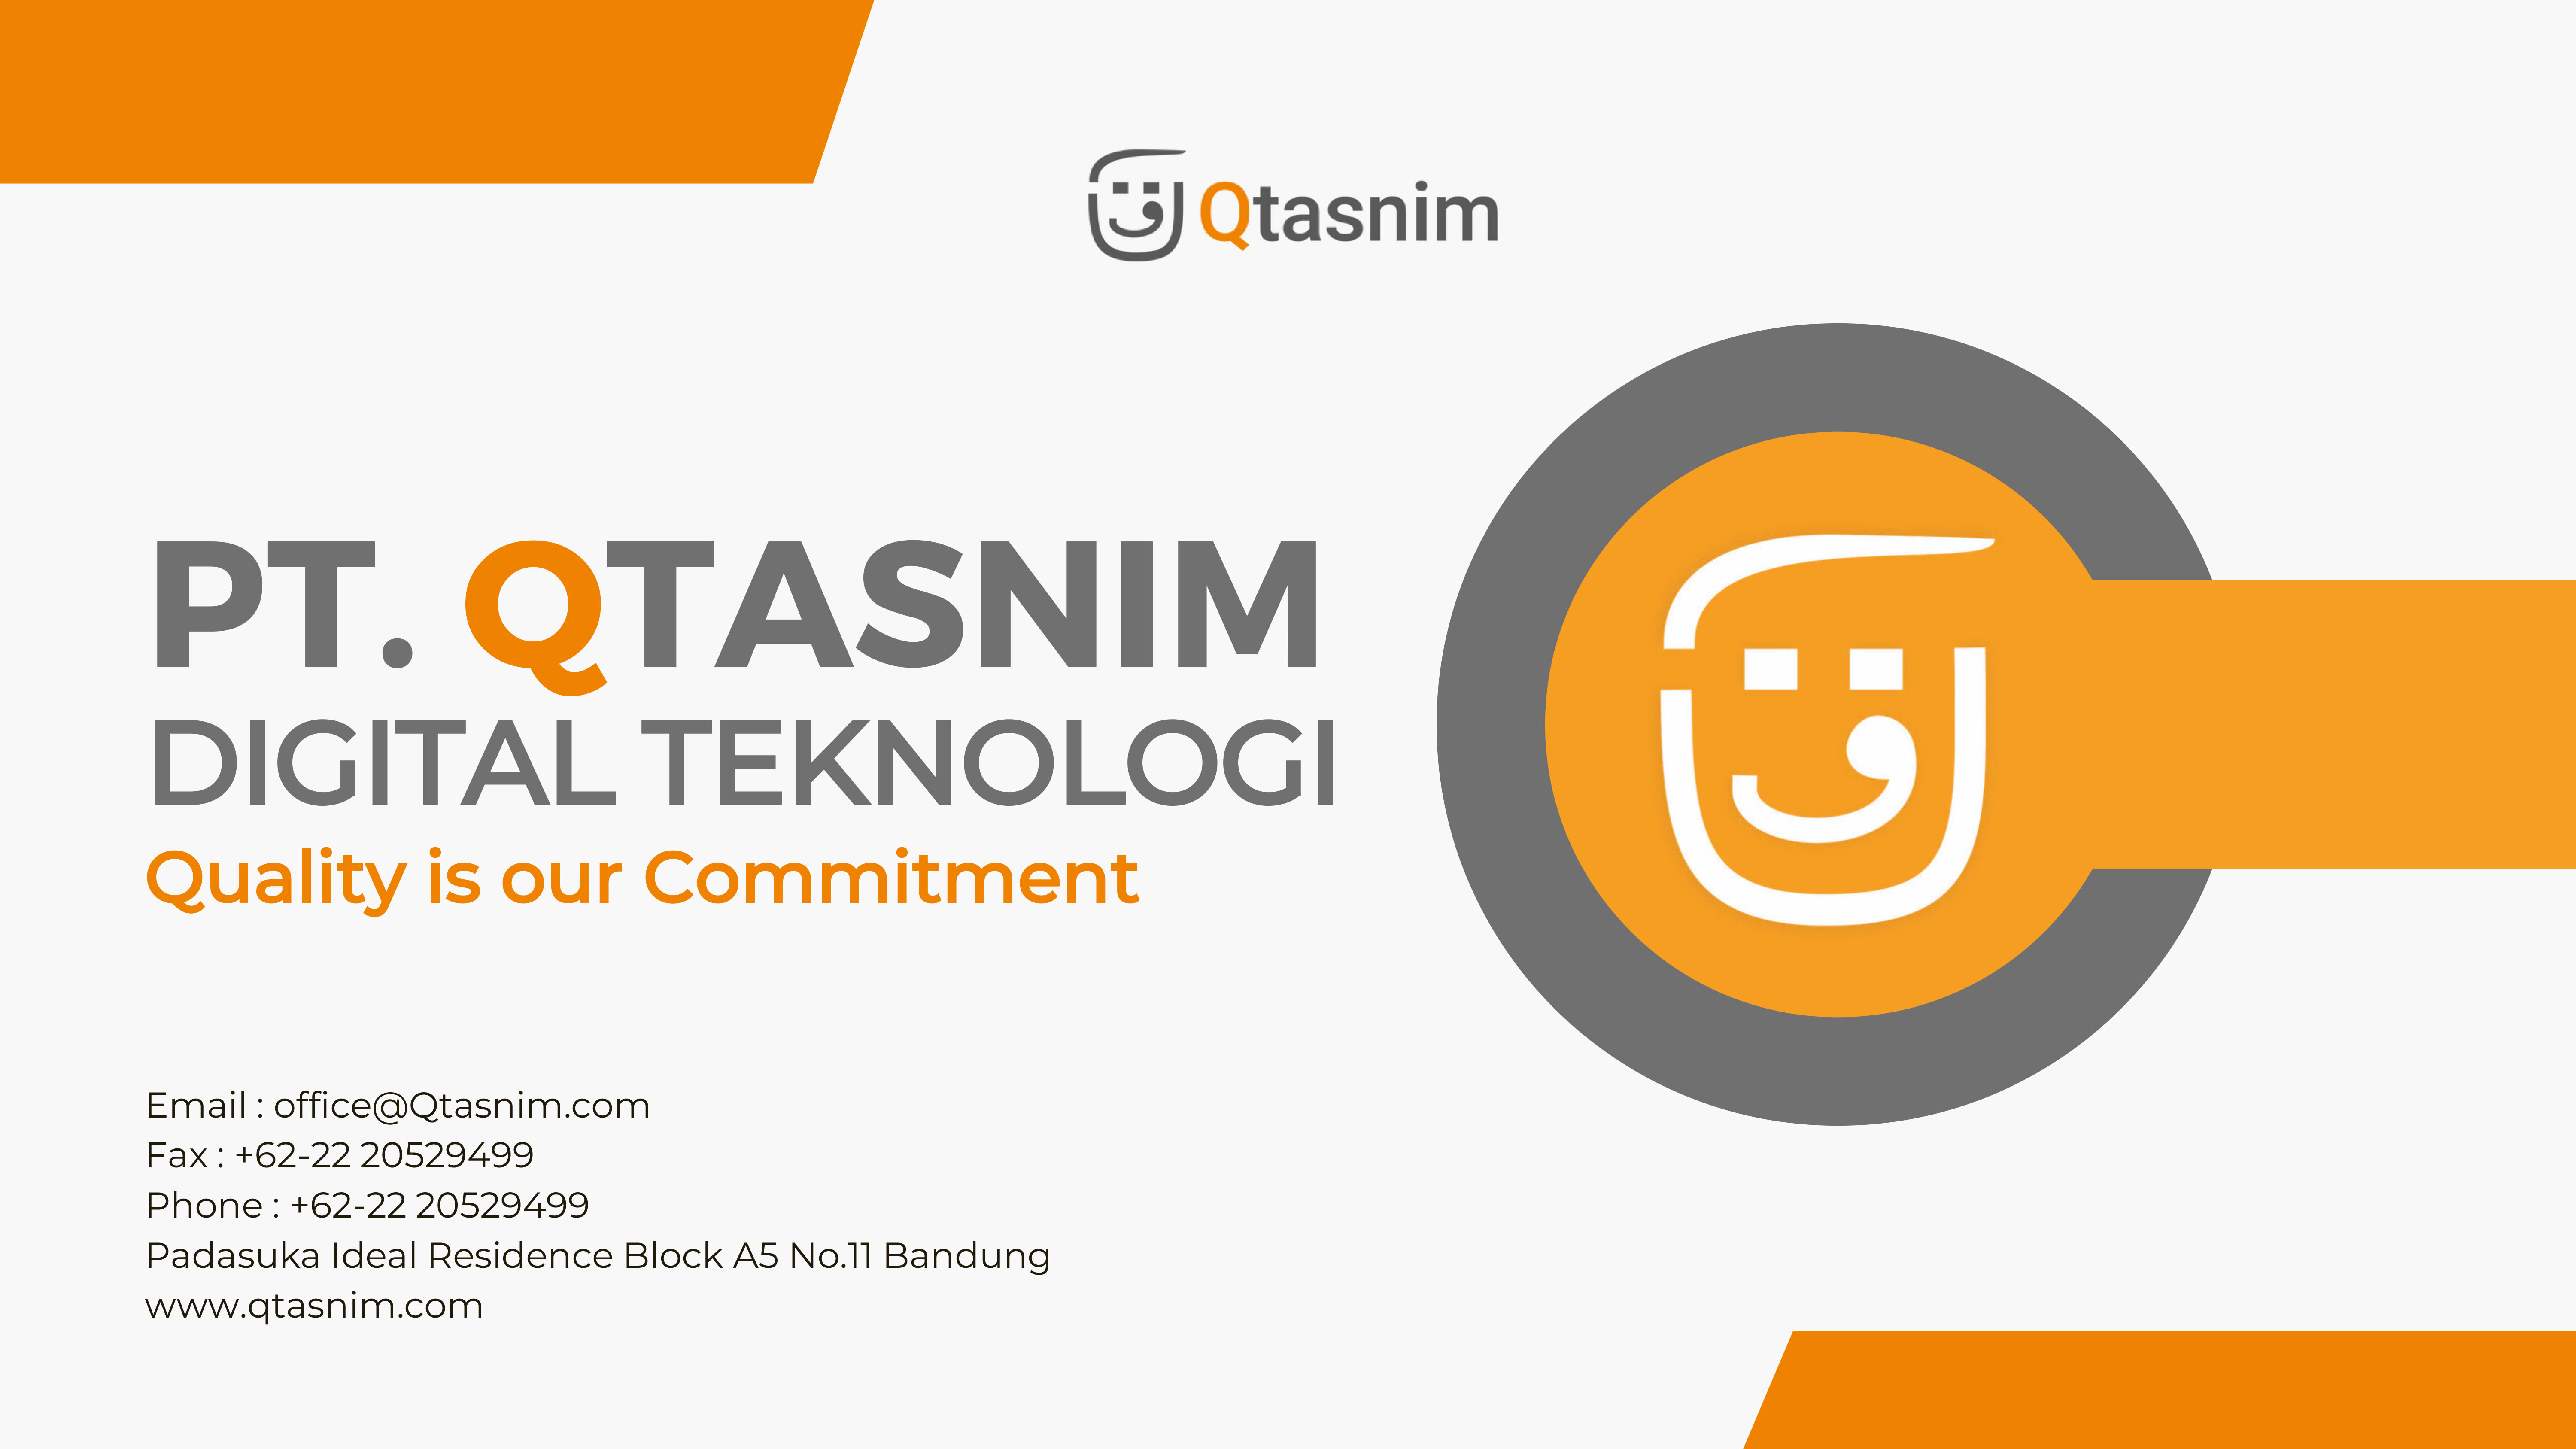 Qtasnim
PT. QTASNIM
DIGITAL TEKNOLOGI
Quality is our Commitment
Email : office@Qtasnim.com
Fax : +62-22 20529499
Phone : +62-22 20529499
Padasuka Ideal Residence Block A5 No.11 Bandung
www.qtasnim.com